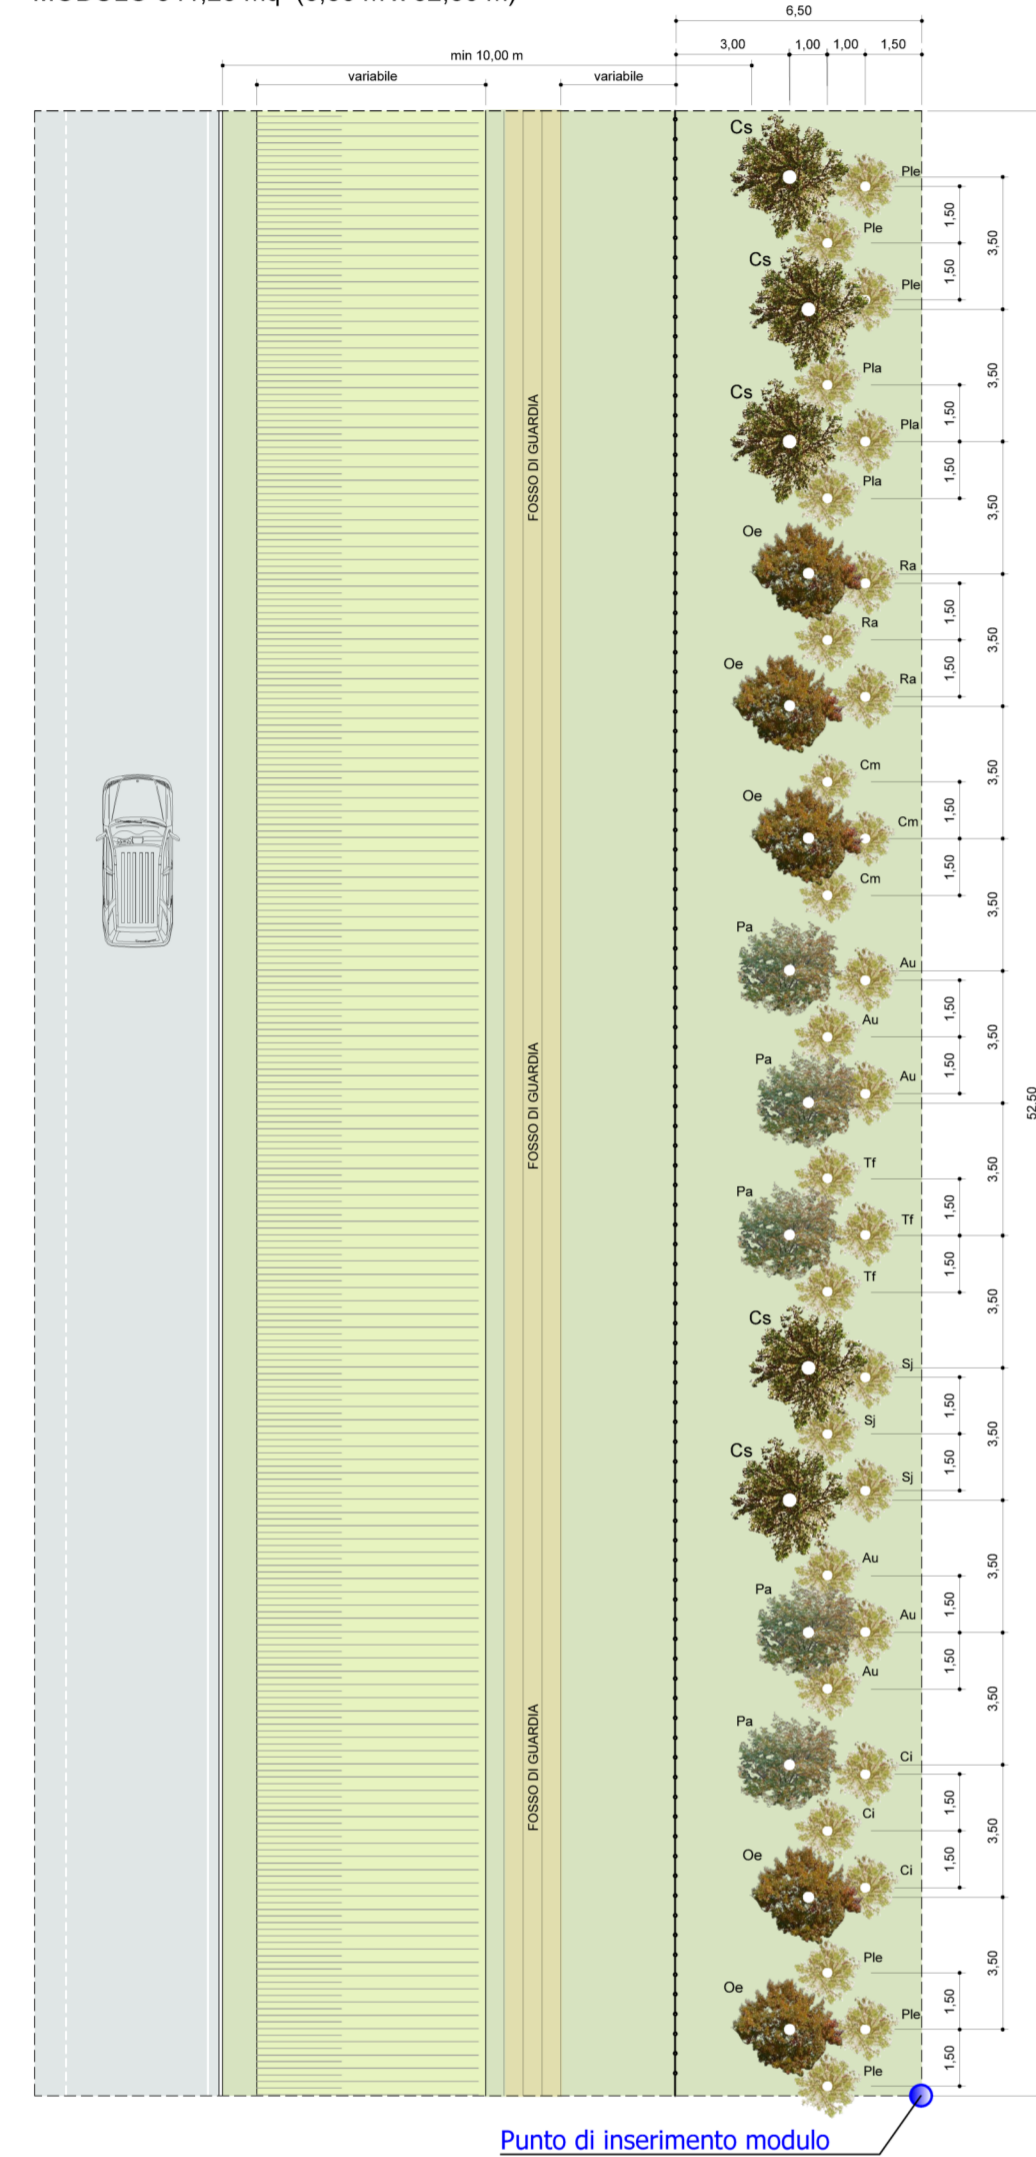 6,50
3,00 1,00 1,00 1,50
min 10,00 m
variabile variabile
Cs
Ple
1,50
Ple
3,50
Cs
1,50
Ple
Pla
3,50
Cs
1,50
Pla
FOSSO DI GUARDIA
1,50
Pla
3,50
Oe
Ra
1,50
Ra
3,50
Oe
1,50
Ra
Cm
3,50
Oe
1,50
Cm
1,50
Cm
3,50
Pa
Au
1,50
Au
3,50
Pa
1,50
Au
FOSSO DI GUARDIA
52,50
Tf
3,50
Pa
1,50
Tf
1,50
Tf
3,50
Cs
Sj
1,50
Sj
3,50
Cs
1,50
Sj
Au
3,50
Pa
1,50
Au
1,50
Au
3,50
Pa
Ci
FOSSO DI GUARDIA
1,50
Ci
3,50
Oe
1,50
Ci
Ple
3,50
Oe
1,50
Ple
1,50
Ple
Punto di inserimento modulo